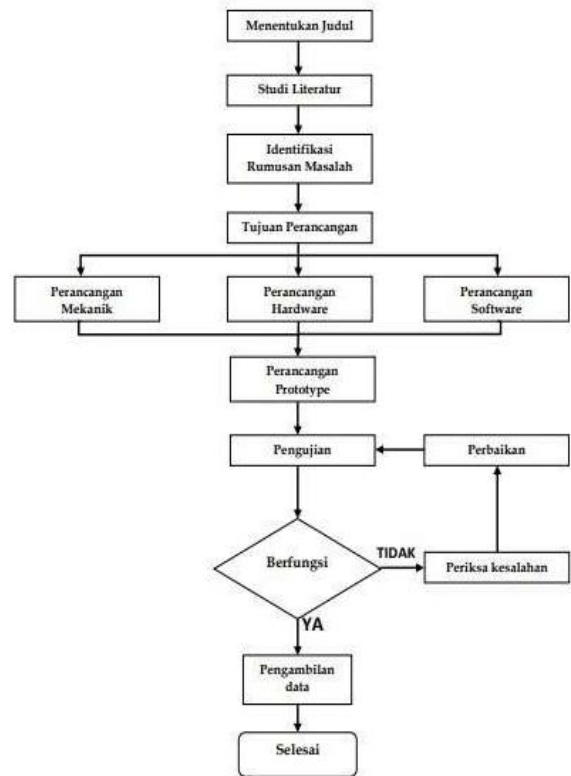 Menentukan Judul
Studi Literatur
Identifikasi
Rumusan Masalah
Tujuan Perancangan
Perancangan
Mekanik
Perancangan
Hardware
Perancangan
Software
Perancangan
Prototype
Pengujian
Perbaikan
Berfungsi
TIDAK
Periksa kesalahan
YA
Pengambilan
data
Selesai